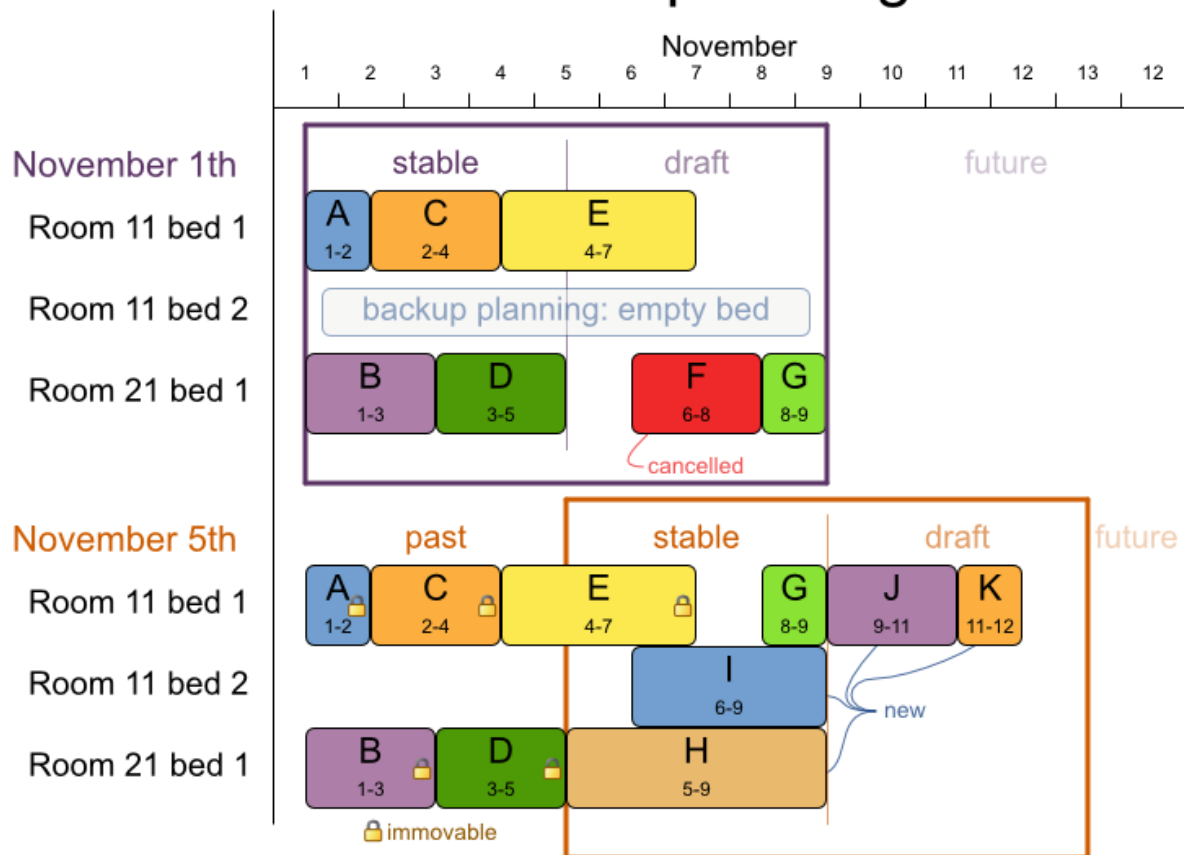 November
1 2 3 4 5 6 7 8 9 10 11 12 13 12
November 1th
stable draft future
Room 11 bed 1
A C E
1-2 2-4 4-7
Room 11 bed 2
backup planning: empty bed
Room 21 bed 1
B D F G
1-3 3-5 6-8 8-9
cancelled
November 5th
past stable draft future
Room 11 bed 1
A C E G J K
1-2 2-4 4-7 8-9 9-11 11-12
Room 11 bed 2
I
6-9
new
Room 21 bed 1
B D H
1-3 3-5 5-9
immovable